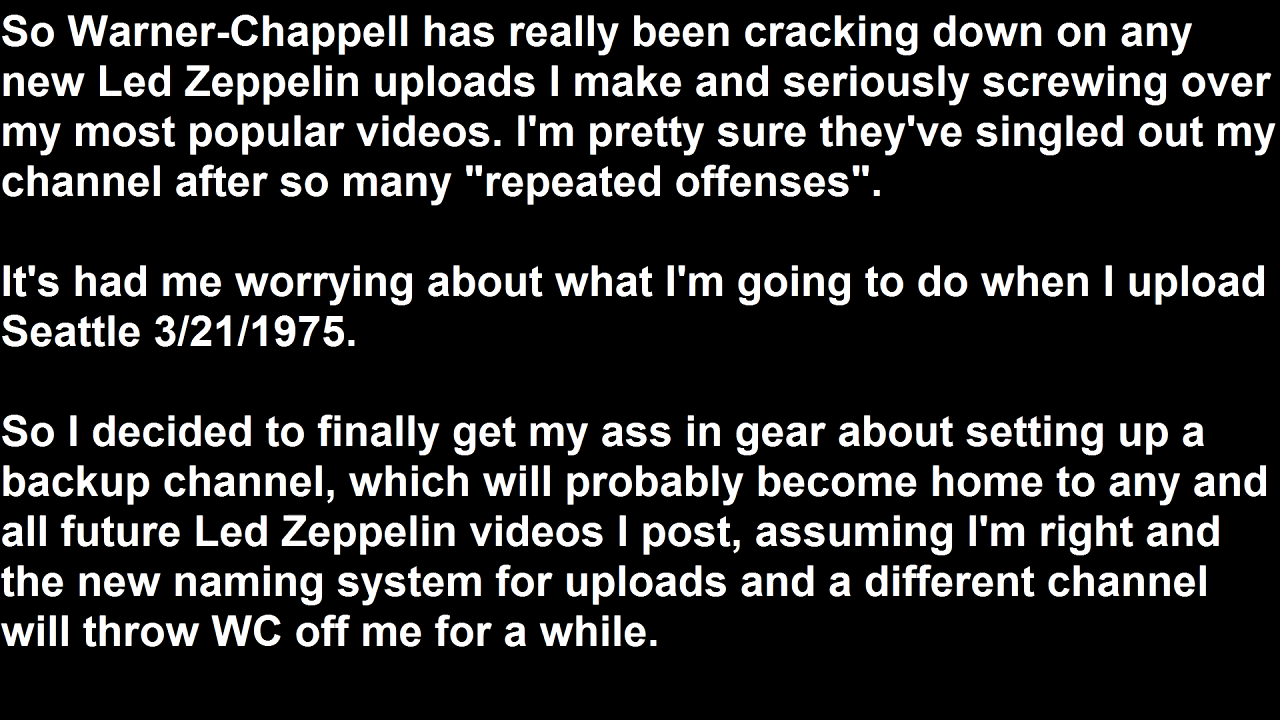 So Warner-Chappell has really been cracking down on any
new Led Zeppelin uploads I make and seriously screwing over
my most popular videos. I'm pretty sure they've singled out my
channel after so many "repeated offenses".
It's had me worrying about what I'm going to do when I upload
Seattle 3/21/1975.
So I decided to finally get my ass in gear about setting up a
backup channel, which will probably become home to any and
all future Led Zeppelin videos I post, assuming I'm right and
the new naming system for uploads and a different channel
will throw WC off me for a while.